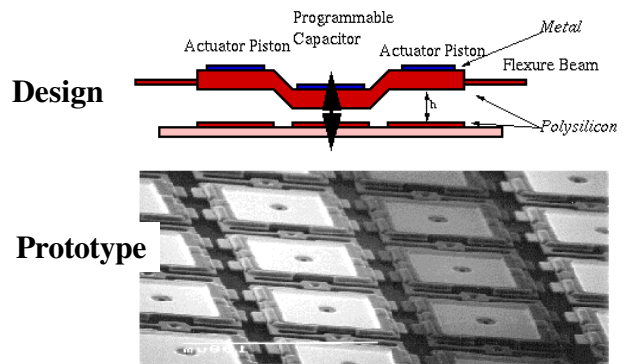 Programmable
Capacitor
Actuator Piston
Actuator Piston
Metal
Flexure Beam
Design
h
Polysilicon
Prototype